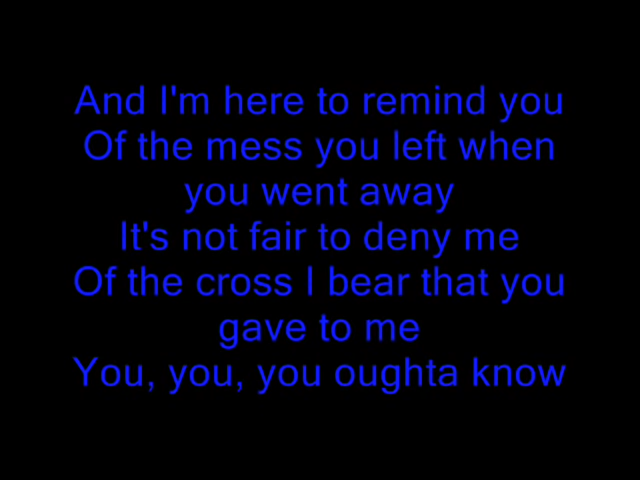 And I'm here to remind you
Of the mess you left when
you went away
It's not fair to deny me
Of the cross I bear that you
gave to me
You, you, you oughta know